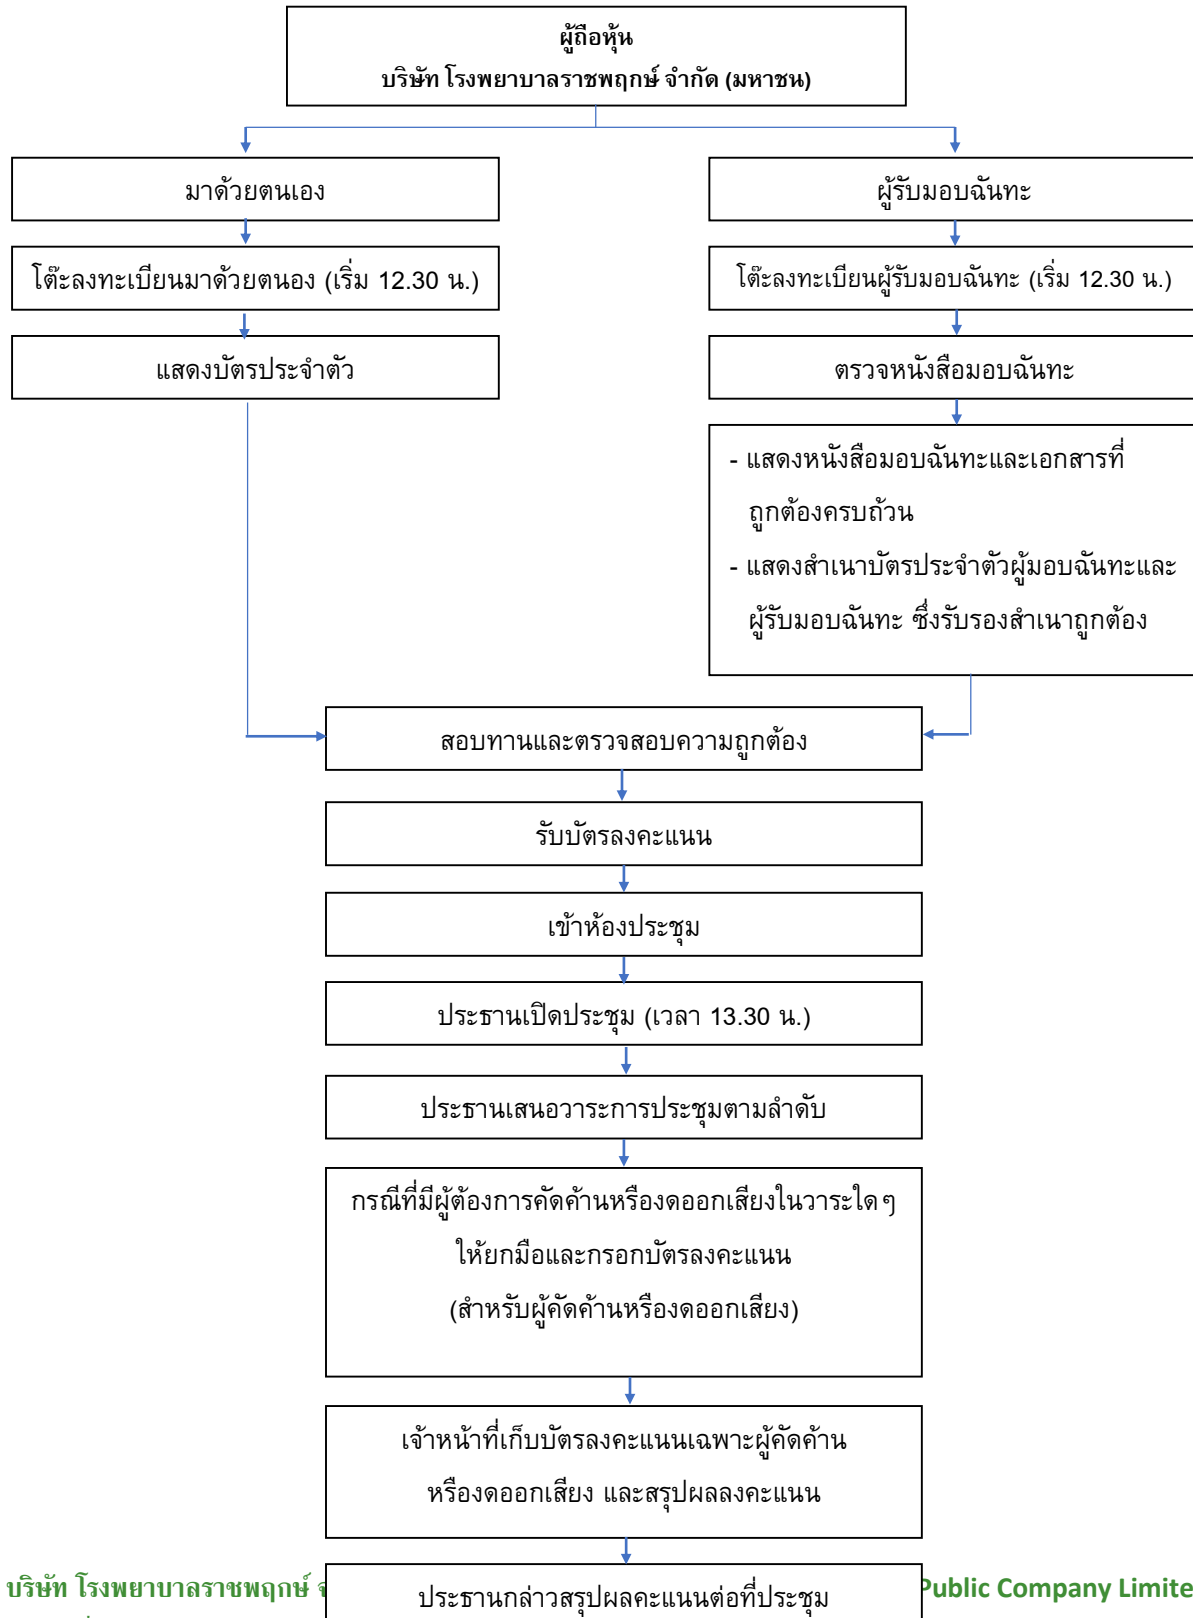 ผู้ถือหุ้น
บริษัท โรงพยาบาลราชพฤกษ์ จำกัด (มหาชน)
มาด้วยตนเอง
ผู้รับมอบฉันทะ
โต๊ะลงทะเบียนมาด้วยตนอง (เริ่ม 12.30 น.)
โต๊ะลงทะเบียนผู้รับมอบฉันทะ (เริ่ม 12.30 น.)
แสดงบัตรประจำตัว
ตรวจหนังสือมอบฉันทะ
- แสดงหนังสือมอบฉันทะและเอกสารที่
ถูกต้องครบถ้วน
- แสดงสำเนาบัตรประจำตัวผู้มอบฉันทะและ
ผู้รับมอบฉันทะ ซึ่งรับรองสำเนาถูกต้อง
สอบทานและตรวจสอบความถูกต้อง
รับบัตรลงคะแนน
เข้าห้องประชุม
ประธานเปิดประชุม (เวลา 13.30 น.)
ประธานเสนอวาระการประชุมตามลำดับ
กรณีที่มีผู้ต้องการคัดค้านหรืองดออกเสียงในวาระใดๆ
ให้ยกมือและกรอกบัตรลงคะแนน
(สำหรับผู้คัดค้านหรืองดออกเสียง)
เจ้าหน้าที่เก็บบัตรลงคะแนนเฉพาะผู้คัดค้าน
หรืองดออกเสียง และสรุปผลลงคะแนน
ประธานกล่าวสรุปผลคะแนนต่อที่ประชุม
บริษัท โรงพยาบาลราชพฤกษ์ Public Company Limite